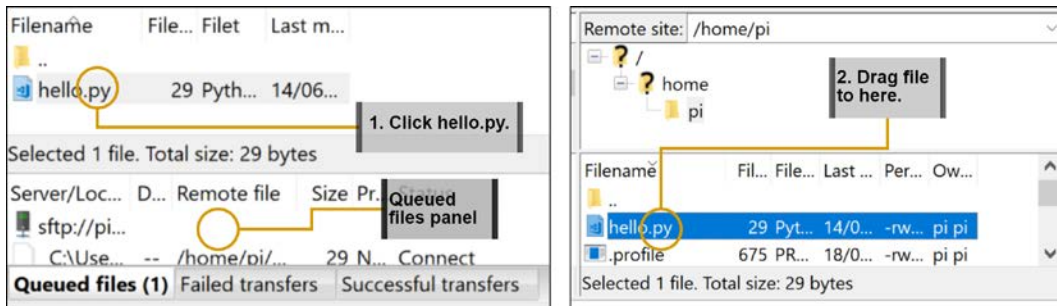 Filename File... Filet Last m...
..
hello.py 29 Pyth... 14/06...
1. Click hello.py.
Selected 1 file. Total size: 29 bytes
Server/Loc... D... Remote file Size Pr... Status
Queued
files panel
sftp://pi...
C:\Use... -- /home/pi/... 29 N... Connect
Queued files (1) Failed transfers Successful transfers
Remote site: /home/pi
/
home
pi
2. Drag file
to here.
Filename Fil... File... Last ... Per... Ow...
..
hello.py 29 Pyt... 14/0... -rw... pi pi
.profile 675 PR... 18/0... -rw... pi pi
Selected 1 file. Total size: 29 bytes